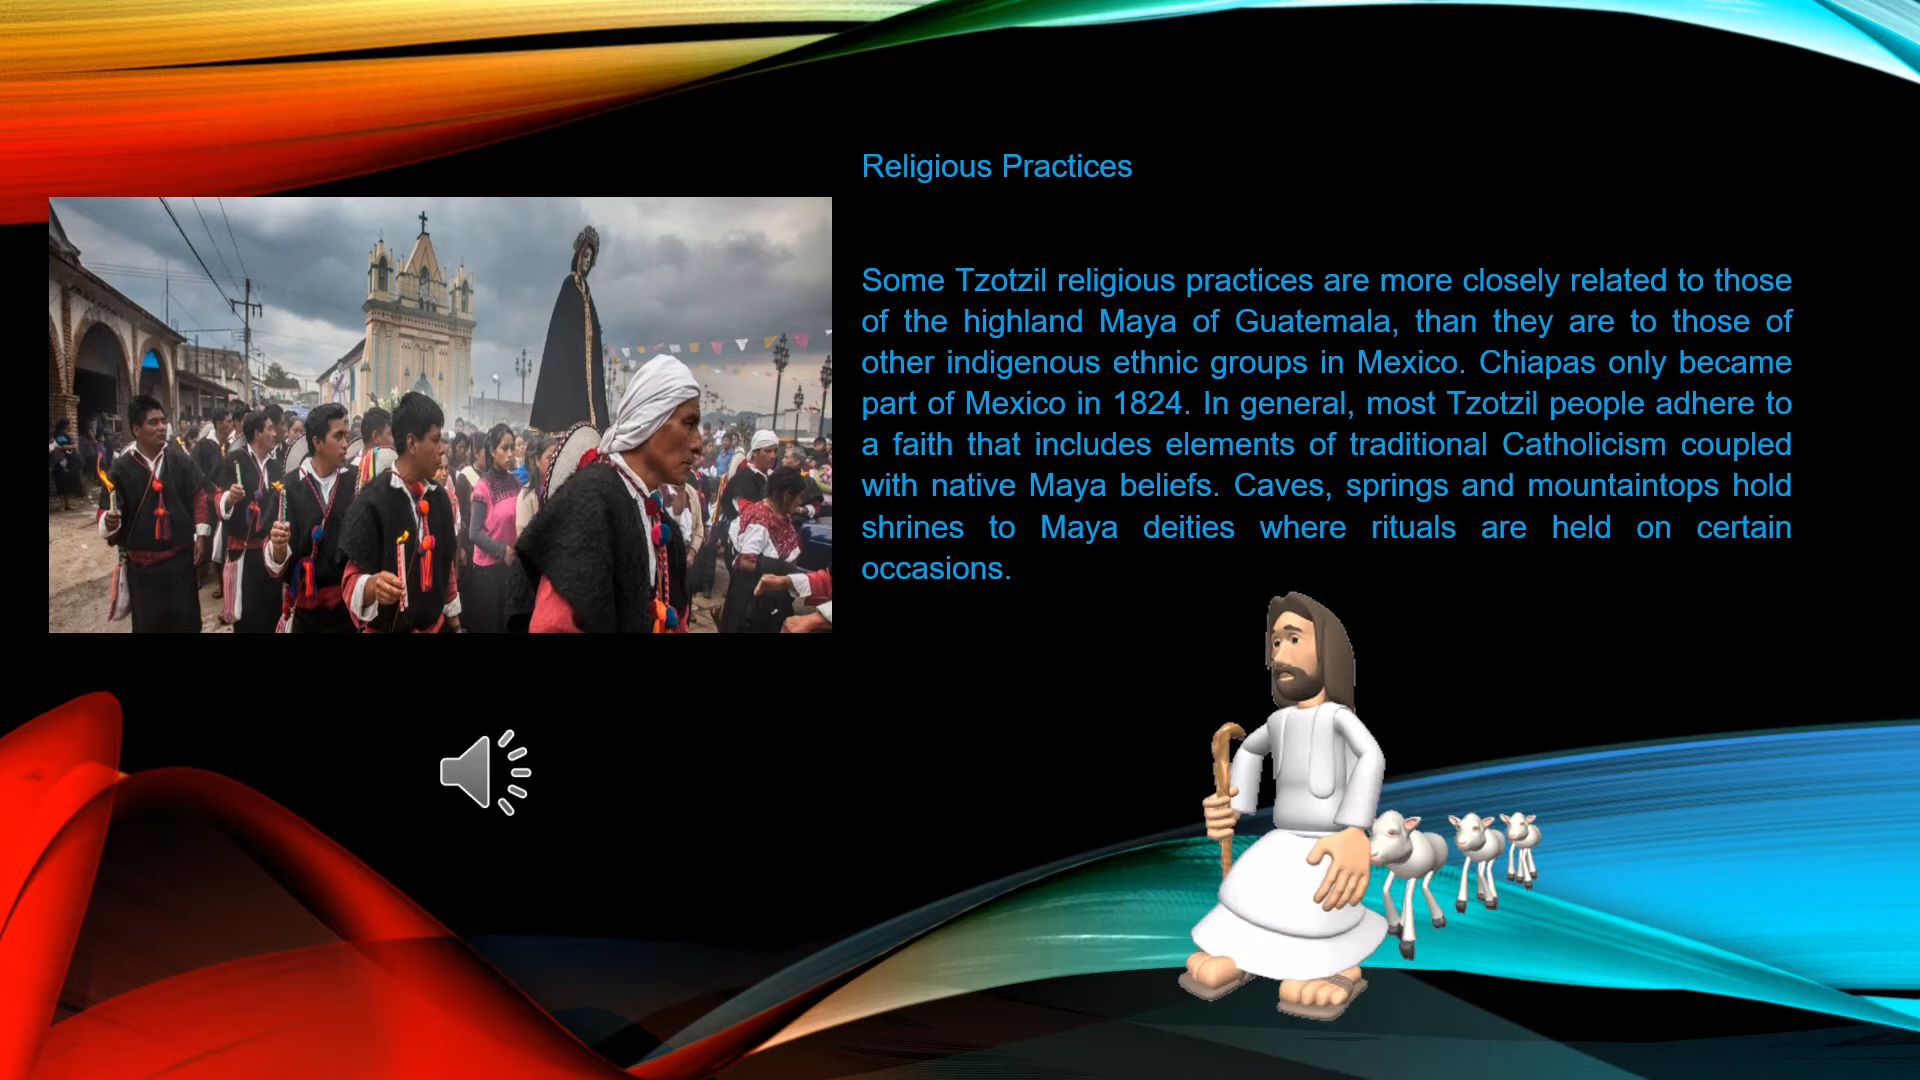 Religious Practices
Some Tzotzil religious practices are more closely related to those
of the highland Maya of Guatemala, than they are to those of
other indigenous ethnic groups in Mexico. Chiapas only became
part of Mexico in 1824. In general, most Tzotzil people adhere to
a faith that includes elements of traditional Catholicism coupled
with native Maya beliefs. Caves, springs and mountaintops hold
shrines to Maya deities where rituals are held on certain
occasions.